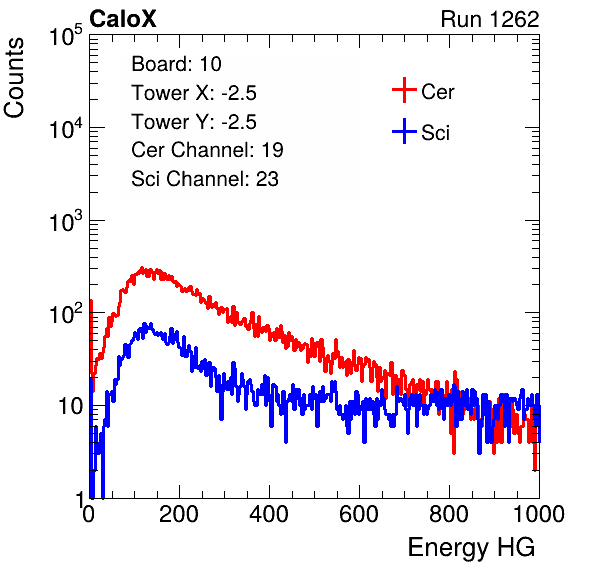 CaloX Run 1262
Counts
Board: 10
Tower X: -2.5
Tower Y: -2.5
Cer Channel: 19
Sci Channel: 23
Cer
Sci
10^5
10^4
10^3
10^2
10
1
0 200 400 600 800 1000
Energy HG